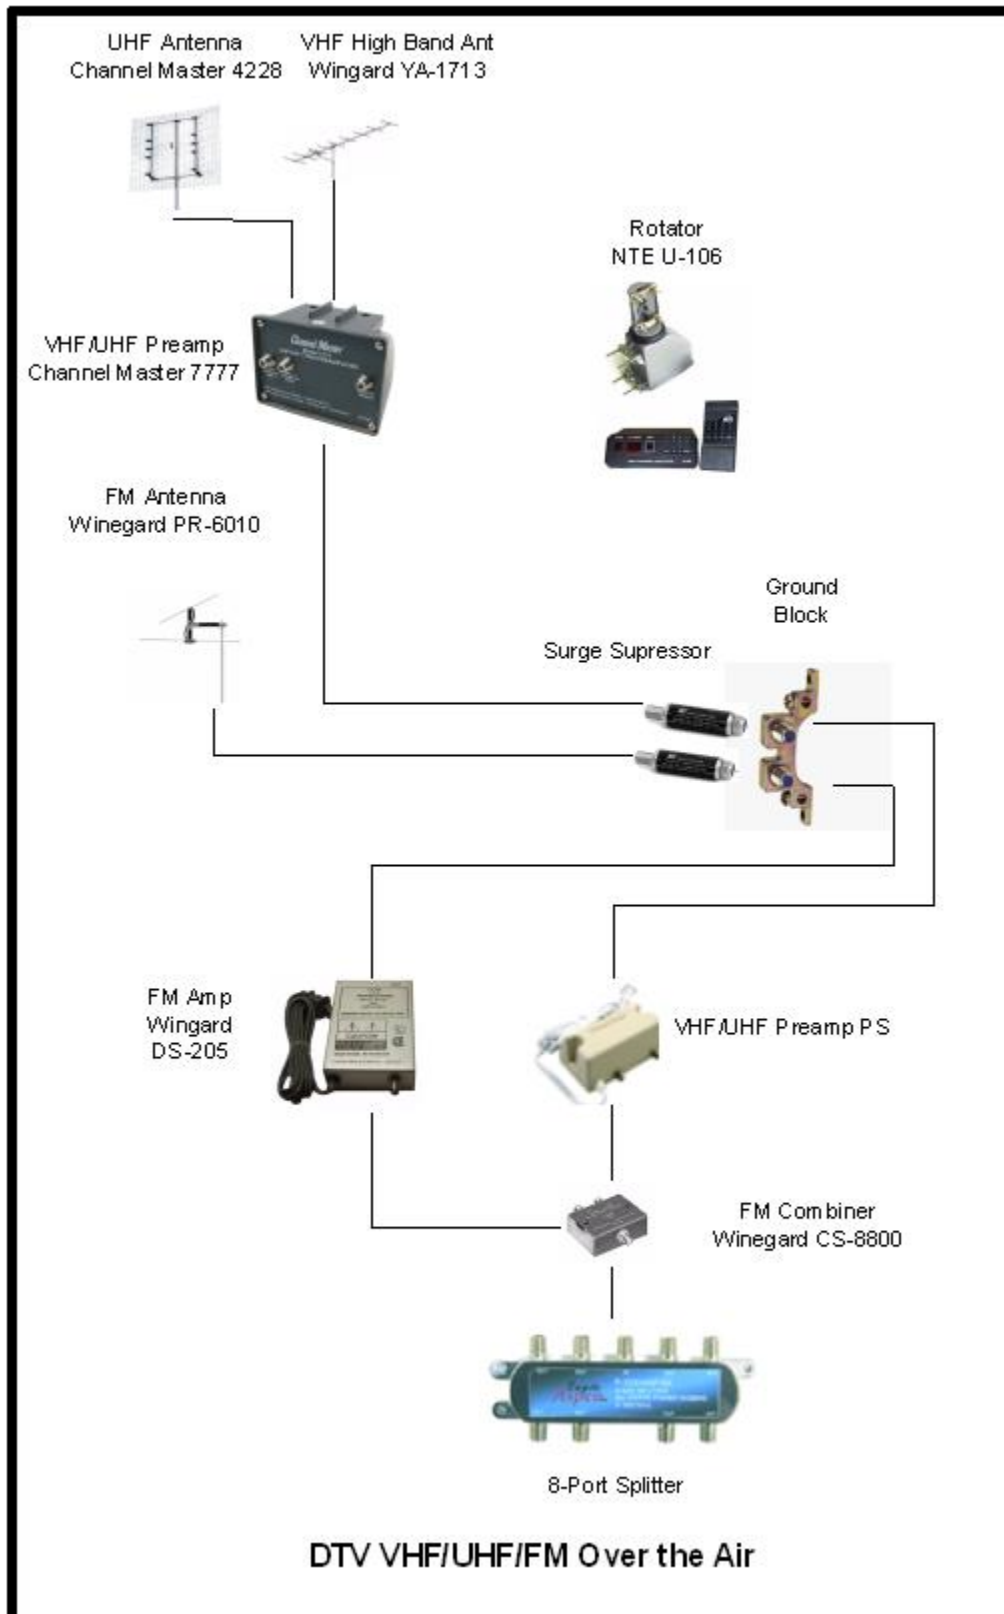 UHF Antenna
Channel Master 4228
VHF High Band Ant
Wingard YA-1713
Rotator
NTE U-106
VHF/UHF Preamp
Channel Master 7777
Channel Master
FM Antenna
Winegard PR-6010
Ground
Block
Surge Supressor
FM Amp
Wingard
DS-205
VHF/UHF Preamp PS
FM Combiner
Winegard CS-8800
8-Port Splitter
DTV VHF/UHF/FM Over the Air